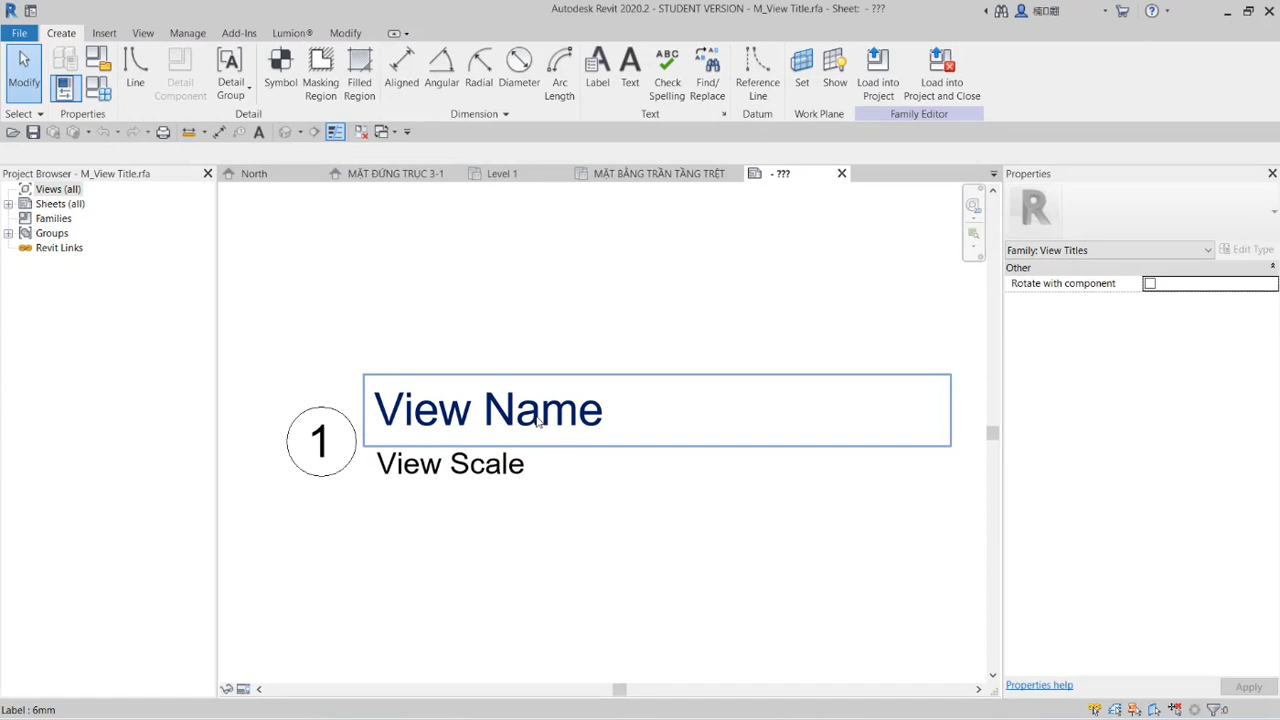 Autodesk Revit 2020.2 - STUDENT VERSION - M_View Title.rfa - Sheet: - ???
File Create Insert View Manage Add-Ins Lumion® Modify
Modify
Line
Detail Component
Detail Group
Symbol
Masking Region
Filled Region
Aligned
Angular
Radial
Diameter
Arc Length
Label
Text
Check Spelling
Find/ Replace
Reference Line
Set
Show
Load into Project
Load into Project and Close
Select Properties Detail Dimension Text Datum Work Plane Family Editor
Project Browser - M_View Title.rfa
North MẶT ĐỨNG TRỤC 3-1 Level 1 MẶT BẰNG TRẦN TẦNG TRỆT - ???
Properties
Views (all)
Sheets (all)
Families
Groups
Revit Links
Family: View Titles Edit Type
Other
Rotate with component
View Name
1
View Scale
Properties help Apply
Label : 6mm
:0